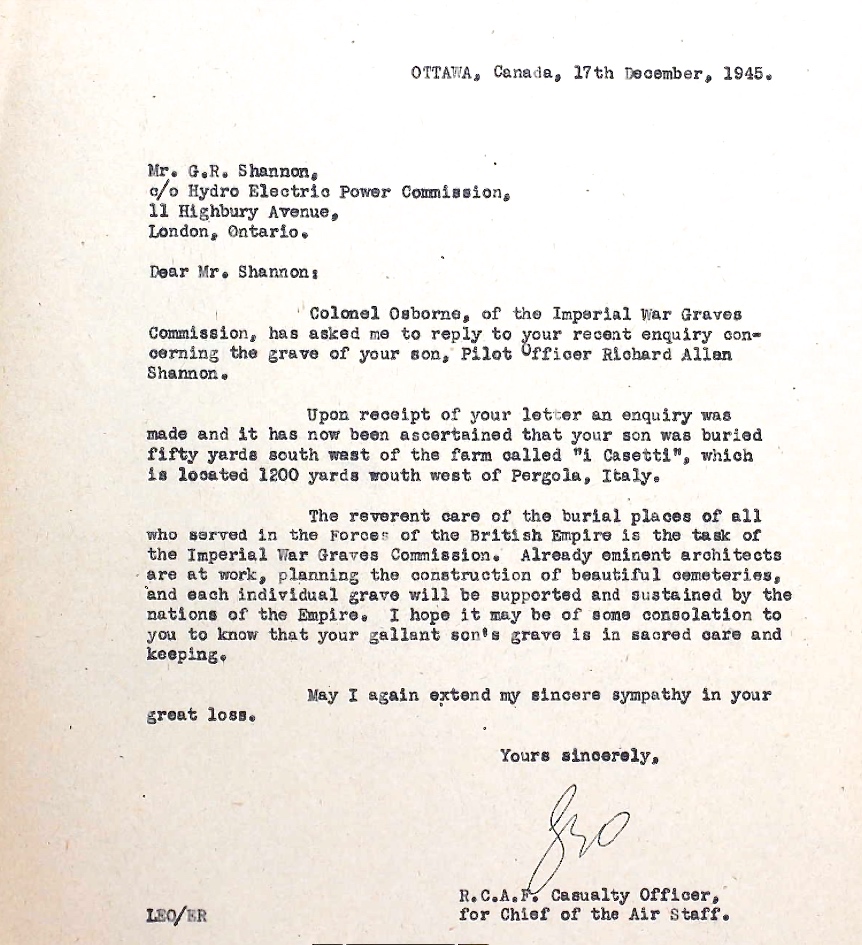 OTTAWA, Canada, 17th December, 1945.
Mr. G.R. Shannon,
c/o Hydro Electric Power Commission,
11 Highbury Avenue,
London, Ontario.
Dear Mr. Shannon:
Colonel Osborne, of the Imperial War Graves
Commission, has asked me to reply to your recent enquiry con-
cerning the grave of your son, Pilot Officer Richard Allan
Shannon.
Upon receipt of your letter an enquiry was
made and it has now been ascertained that your son was buried
fifty yards south west of the farm called "i Casetti", which
is located 1200 yards wouth west of Pergola, Italy.
The reverent care of the burial places of all
who served in the Forces of the British Empire is the task of
the Imperial War Graves Commission. Already eminent architects
are at work, planning the construction of beautiful cemeteries,
and each individual grave will be supported and sustained by the
nations of the Empire. I hope it may be of some consolation to
you to know that your gallant son's grave is in sacred care and
keeping.
May I again extend my sincere sympathy in your
great loss.
Yours sincerely,
R.C.A.F. Casualty Officer,
for Chief of the Air Staff.
LEO/ER